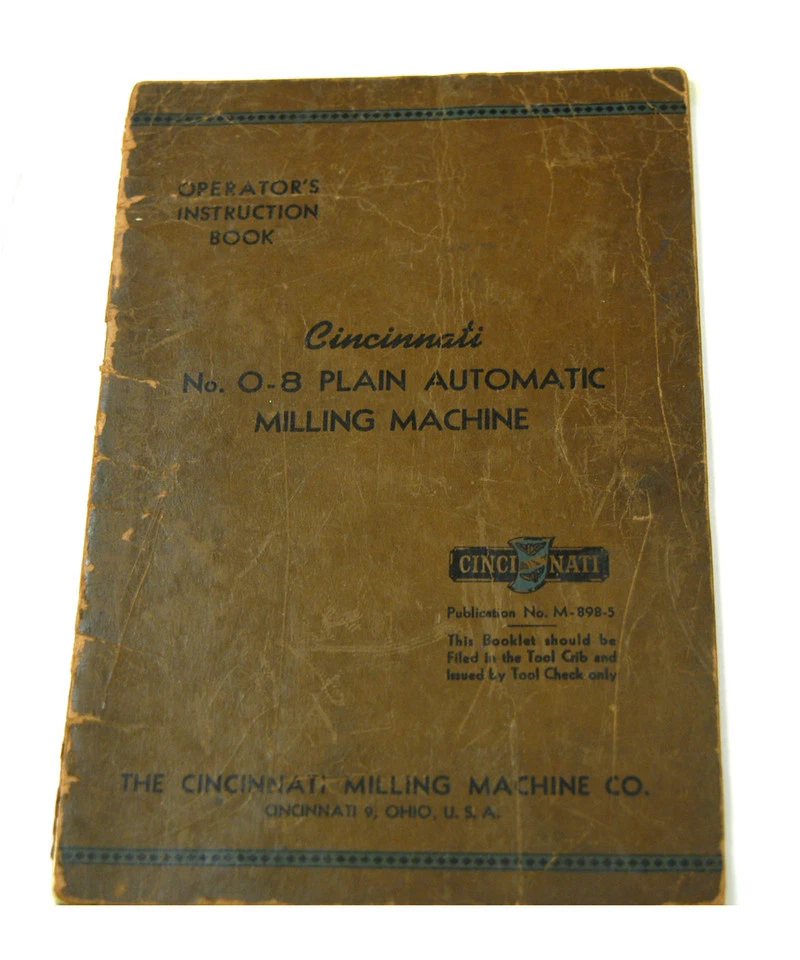 OPERATOR'S
INSTRUCTION
BOOK
Cincinnati
No. O-8 PLAIN AUTOMATIC
MILLING MACHINE
CINCINNATI
Publication No. M-898-5
This Booklet should be
Filed in the Tool Crib and
Issued by Tool Check only
THE CINCINNATI MILLING MACHINE CO.
CINCINNATI 9, OHIO, U. S. A.